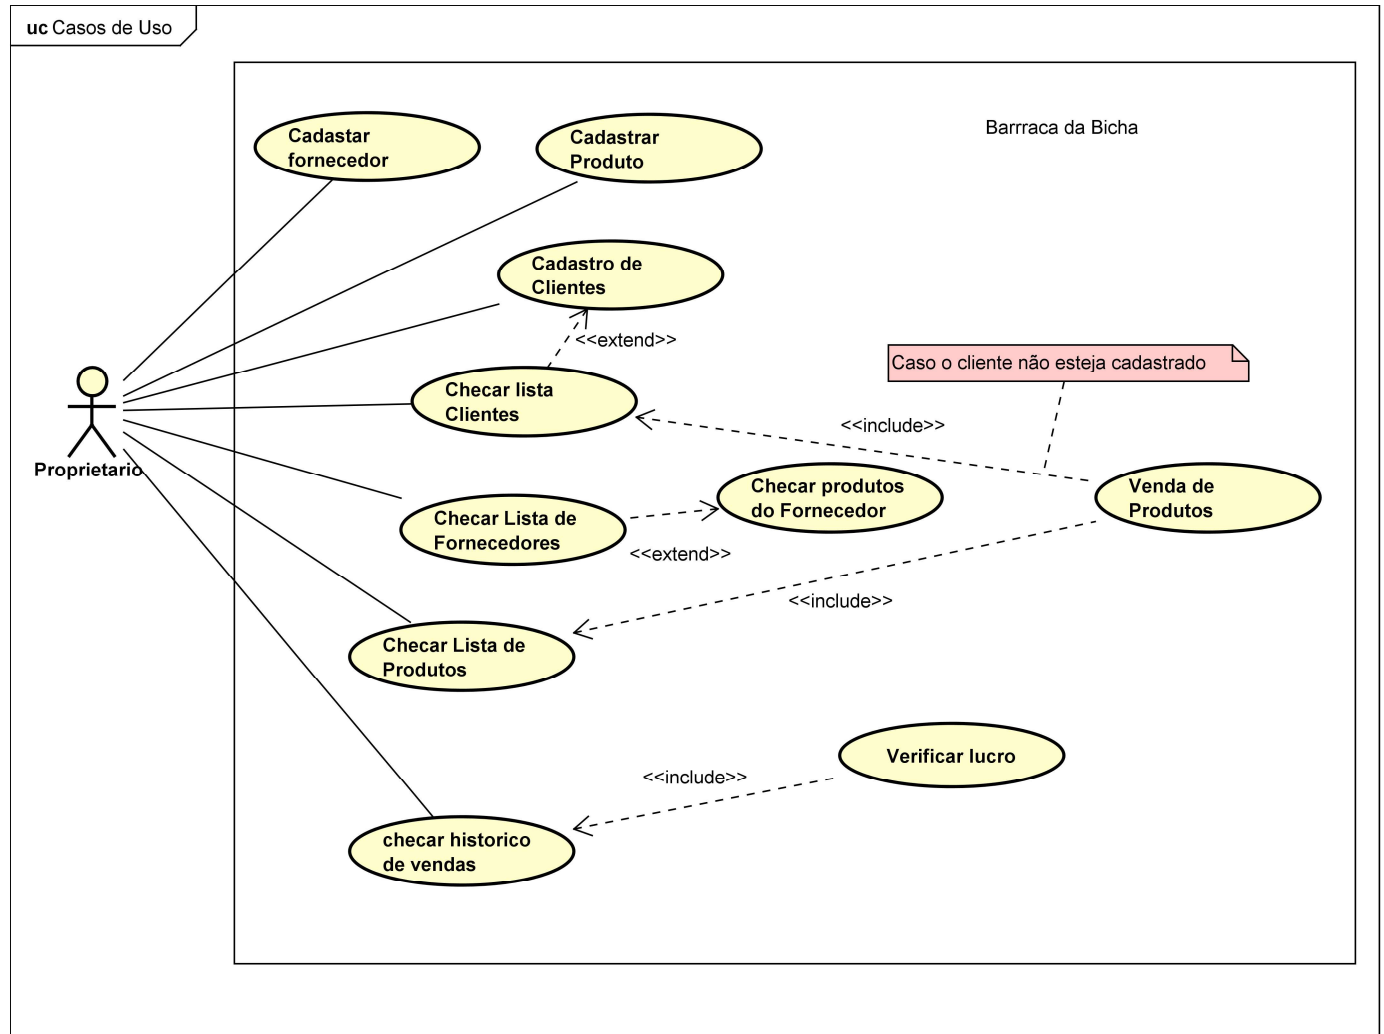 uc Casos de Uso
Barrraca da Bicha
Cadastar
fornecedor
Cadastrar
Produto
Cadastro de
Clientes
<<extend>>
Caso o cliente não esteja cadastrado
Checar lista
Clientes
<<include>>
Proprietario
Checar produtos
do Fornecedor
Venda de
Produtos
Checar Lista de
Fornecedores
<<extend>>
<<include>>
Checar Lista de
Produtos
Verificar lucro
<<include>>
checar historico
de vendas